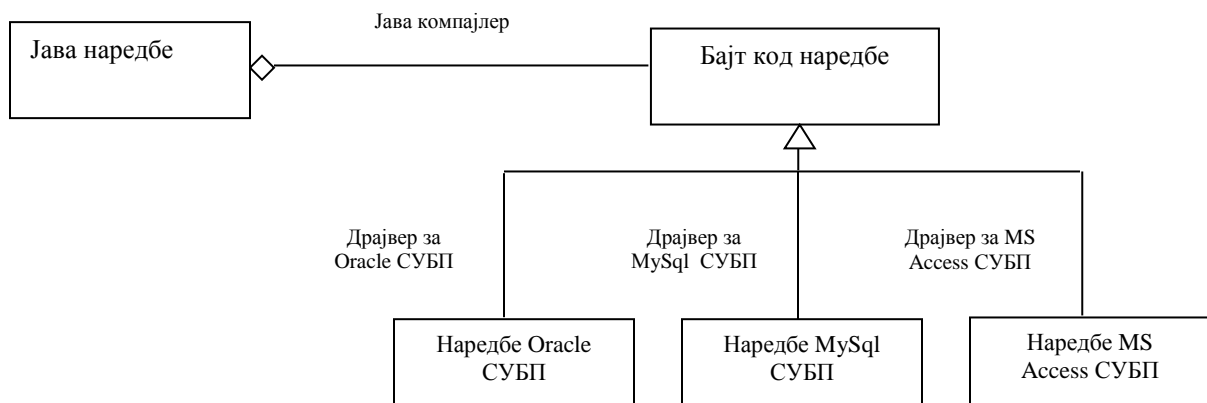 Јава компајлер
Јава наредбе
Бајт код наредбе
Драјвер за
Oracle СУБП
Драјвер за
MySql СУБП
Драјвер за MS
Access СУБП
Наредбе Oracle
СУБП
Наредбе MySql
СУБП
Наредбе MS
Access СУБП